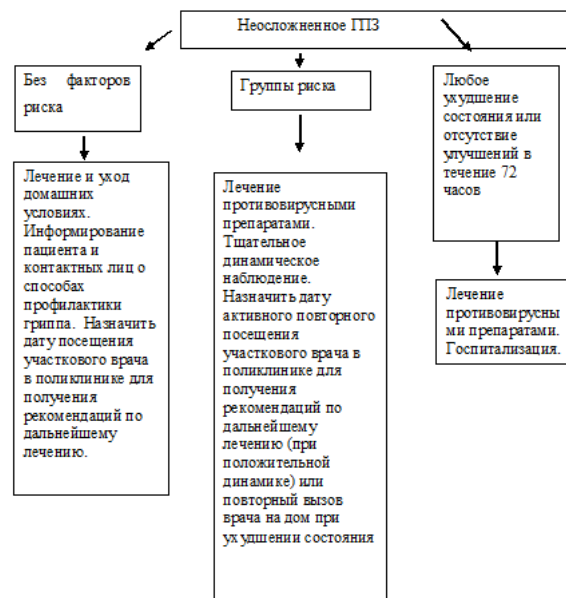 Неосложненное ГПЗ
Без факторов
риска
Группы риска
Любое
ухудшение
состояния или
отсутствие
улучшений в
течение 72
часов
Лечение и уход
домашних
условиях.
Информирование
пациента и
контактных лиц о
способах
профилактики
гриппа. Назначить
дату посещения
участкового врача
в поликлинике для
получения
рекомендаций по
дальнейшему
лечению.
Лечение
противовирусными
препаратами.
Тщательное
динамическое
наблюдение.
Назначить дату
активного повторного
посещения
участкового врача в
поликлинике для
получения
рекомендаций по
дальнейшему
лечению (при
положительной
динамике) или
повторный вызов
врача на дом при
ухудшении состояния
Лечение
противовирусны
ми препаратами.
Госпитализация.